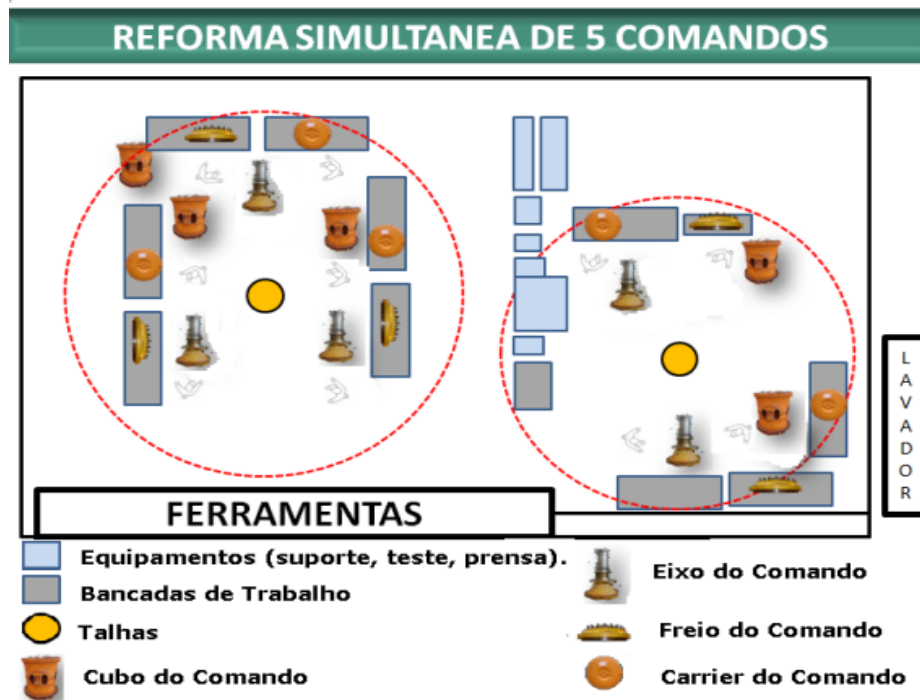 REFORMA SIMULTANEA DE 5 COMANDOS
LAVADOR
FERRAMENTAS
Equipamentos (suporte, teste, prensa).
Bancadas de Trabalho
Talhas
Cubo do Comando
Eixo do Comando
Freio do Comando
Carrier do Comando